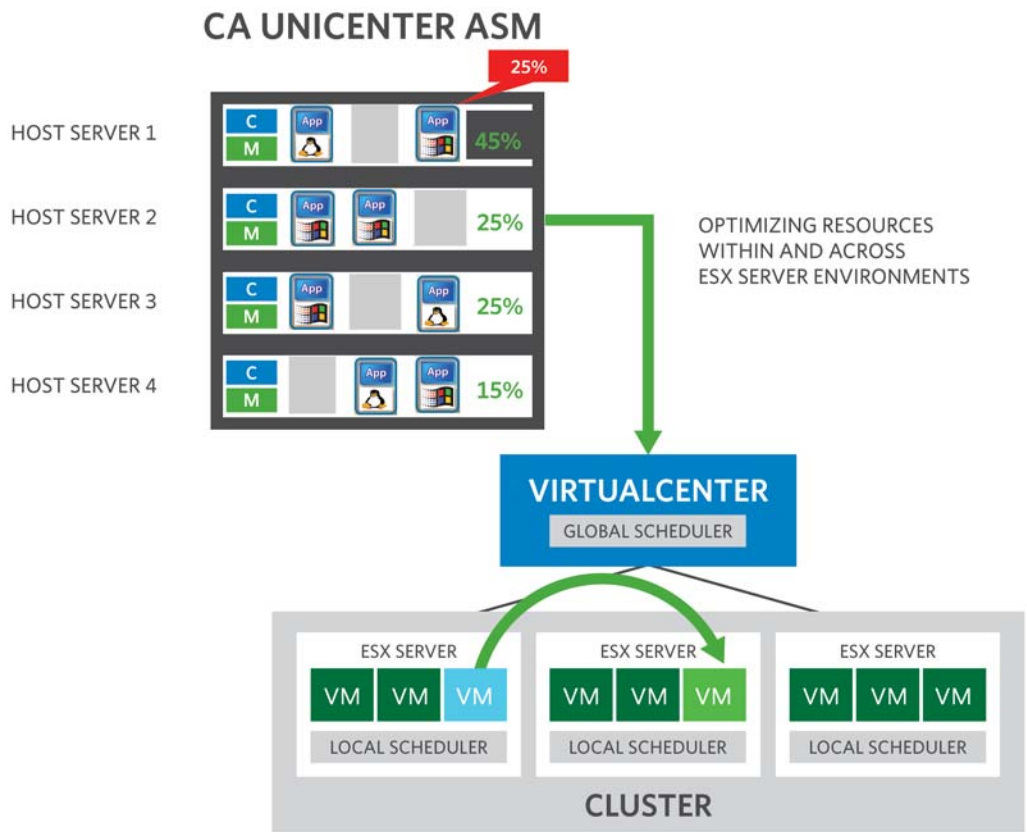 CA UNICENTER ASM
25%
HOST SERVER 1
C
M
App
App
45%
HOST SERVER 2
C
M
App
App
25%
HOST SERVER 3
C
M
App
App
25%
HOST SERVER 4
C
M
App
App
15%
OPTIMIZING RESOURCES
WITHIN AND ACROSS
ESX SERVER ENVIRONMENTS
VIRTUALCENTER
GLOBAL SCHEDULER
ESX SERVER
VM VM VM
LOCAL SCHEDULER
ESX SERVER
VM VM VM
LOCAL SCHEDULER
ESX SERVER
VM VM VM
LOCAL SCHEDULER
CLUSTER